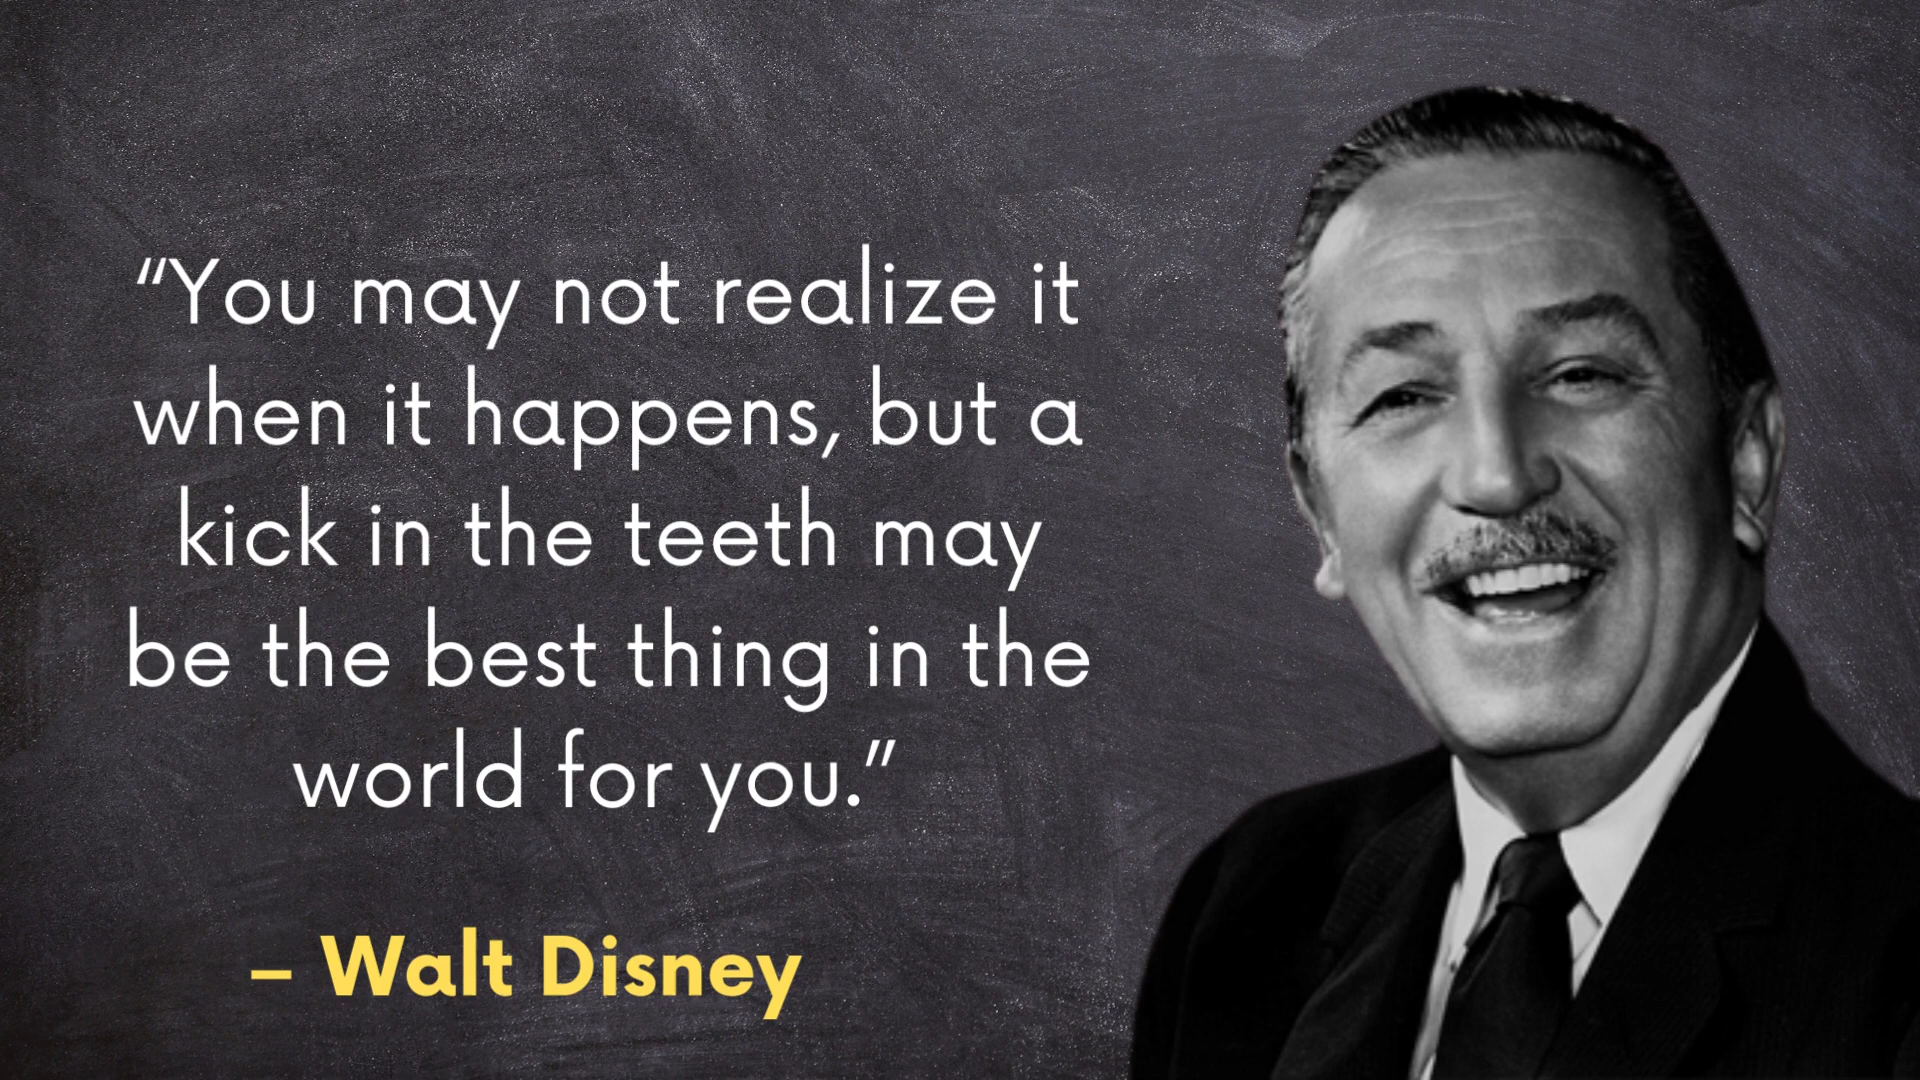 “You may not realize it
when it happens, but a
kick in the teeth may
be the best thing in the
world for you.”
– Walt Disney